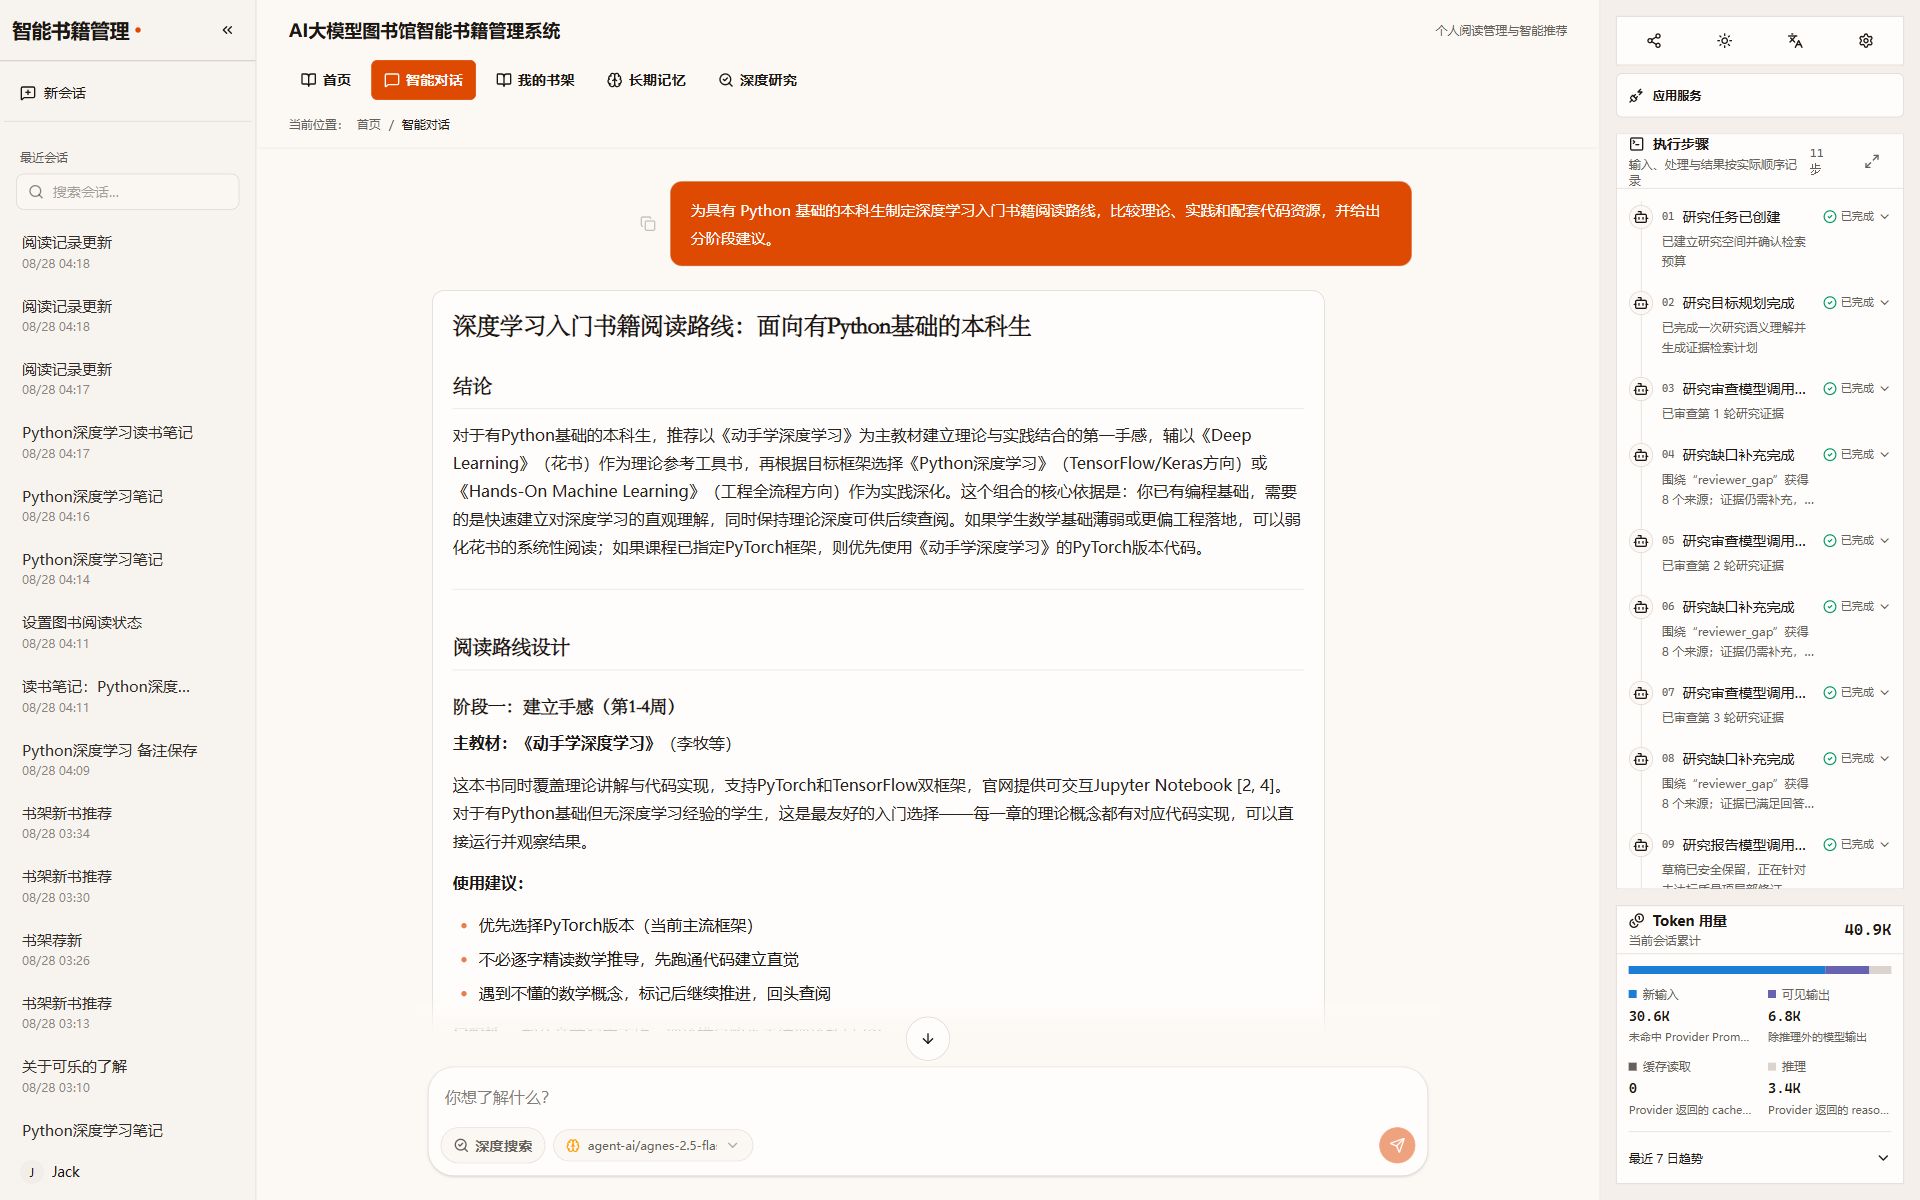 智能书籍管理
新会话
最近会话
搜索会话...
阅读记录更新
08/28 04:18
阅读记录更新
08/28 04:18
阅读记录更新
08/28 04:17
Python深度学习读书笔记
08/28 04:17
Python深度学习笔记
08/28 04:16
Python深度学习笔记
08/28 04:14
设置图书阅读状态
08/28 04:11
读书笔记：Python深度...
08/28 04:11
Python深度学习 备注保存
08/28 04:09
书架新书推荐
08/28 03:34
书架新书推荐
08/28 03:30
书架荐新
08/28 03:26
书架新书推荐
08/28 03:13
关于可乐的了解
08/28 03:10
Python深度学习笔记
J Jack
AI大模型图书馆智能书籍管理系统
个人阅读管理与智能推荐
首页 智能对话 我的书架 长期记忆 深度研究
当前位置： 首页 / 智能对话
为具有 Python 基础的本科生制定深度学习入门书籍阅读路线，比较理论、实践和配套代码资源，并给出
分阶段建议。
深度学习入门书籍阅读路线：面向有Python基础的本科生
结论
对于有Python基础的本科生，推荐以《动手学深度学习》为主教材建立理论与实践结合的第一手感，辅以《Deep
Learning》（花书）作为理论参考工具书，再根据目标框架选择《Python深度学习》（TensorFlow/Keras方向）或
《Hands-On Machine Learning》（工程全流程方向）作为实践深化。这个组合的核心依据是：你已有编程基础，需要
的是快速建立对深度学习的直观理解，同时保持理论深度可供后续查阅。如果学生数学基础薄弱或更偏工程落地，可以弱
化花书的系统性阅读；如果课程已指定PyTorch框架，则优先使用《动手学深度学习》的PyTorch版本代码。
阅读路线设计
阶段一：建立手感（第1-4周）
主教材：《动手学深度学习》（李牧等）
这本书同时覆盖理论讲解与代码实现，支持PyTorch和TensorFlow双框架，官网提供可交互Jupyter Notebook [2, 4]。
对于有Python基础但无深度学习经验的学生，这是最友好的入门选择——每一章的理论概念都有对应代码实现，可以直
接运行并观察结果。
使用建议：
优先选择PyTorch版本（当前主流框架）
不必逐字精读数学推导，先跑通代码建立直觉
遇到不懂的数学概念，标记后继续推进，回头查阅
你想了解什么？
深度搜索 agent-ai/agnes-2.5-fla
应用服务
执行步骤
输入、处理与结果按实际顺序记
录
11
步
01 研究任务已创建 已完成
已建立研究空间并确认检索
预算
02 研究目标规划完成 已完成
已完成一次研究语义理解并
生成证据检索计划
03 研究审查模型调用... 已完成
已审查第 1 轮研究证据
04 研究缺口补充完成 已完成
围绕“reviewer_gap”获得
8 个来源；证据仍需补充，...
05 研究审查模型调用... 已完成
已审查第 2 轮研究证据
06 研究缺口补充完成 已完成
围绕“reviewer_gap”获得
8 个来源；证据仍需补充，...
07 研究审查模型调用... 已完成
已审查第 3 轮研究证据
08 研究缺口补充完成 已完成
围绕“reviewer_gap”获得
8 个来源；证据已满足回答...
09 研究报告模型调用... 已完成
草稿已安全保留，正在针对
Token 用量
当前会话累计
40.9K
新输入
30.6K
未命中 Provider Prom...
可见输出
6.8K
除推理外的模型输出
缓存读取
0
Provider 返回的 cache...
推理
3.4K
Provider 返回的 reaso...
最近 7 日趋势